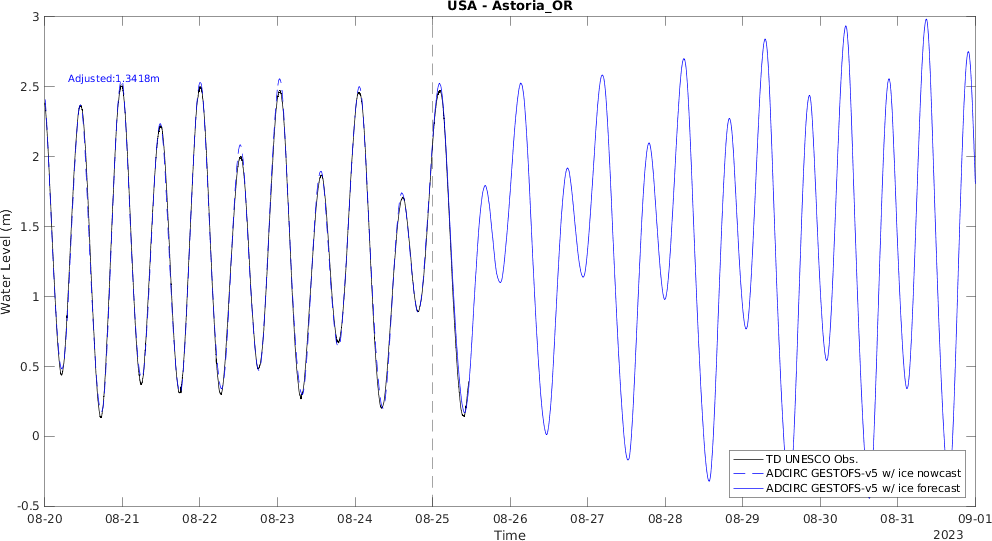 USA - Astoria_OR
Adjusted:1.3418m
Water Level (m)
3
2.5
2
1.5
1
0.5
0
-0.5
TD UNESCO Obs.
ADCIRC GESTOFS-v5 w/ ice nowcast
ADCIRC GESTOFS-v5 w/ ice forecast
08-20 08-21 08-22 08-23 08-24 08-25 08-26 08-27 08-28 08-29 08-30 08-31 09-01
Time
2023